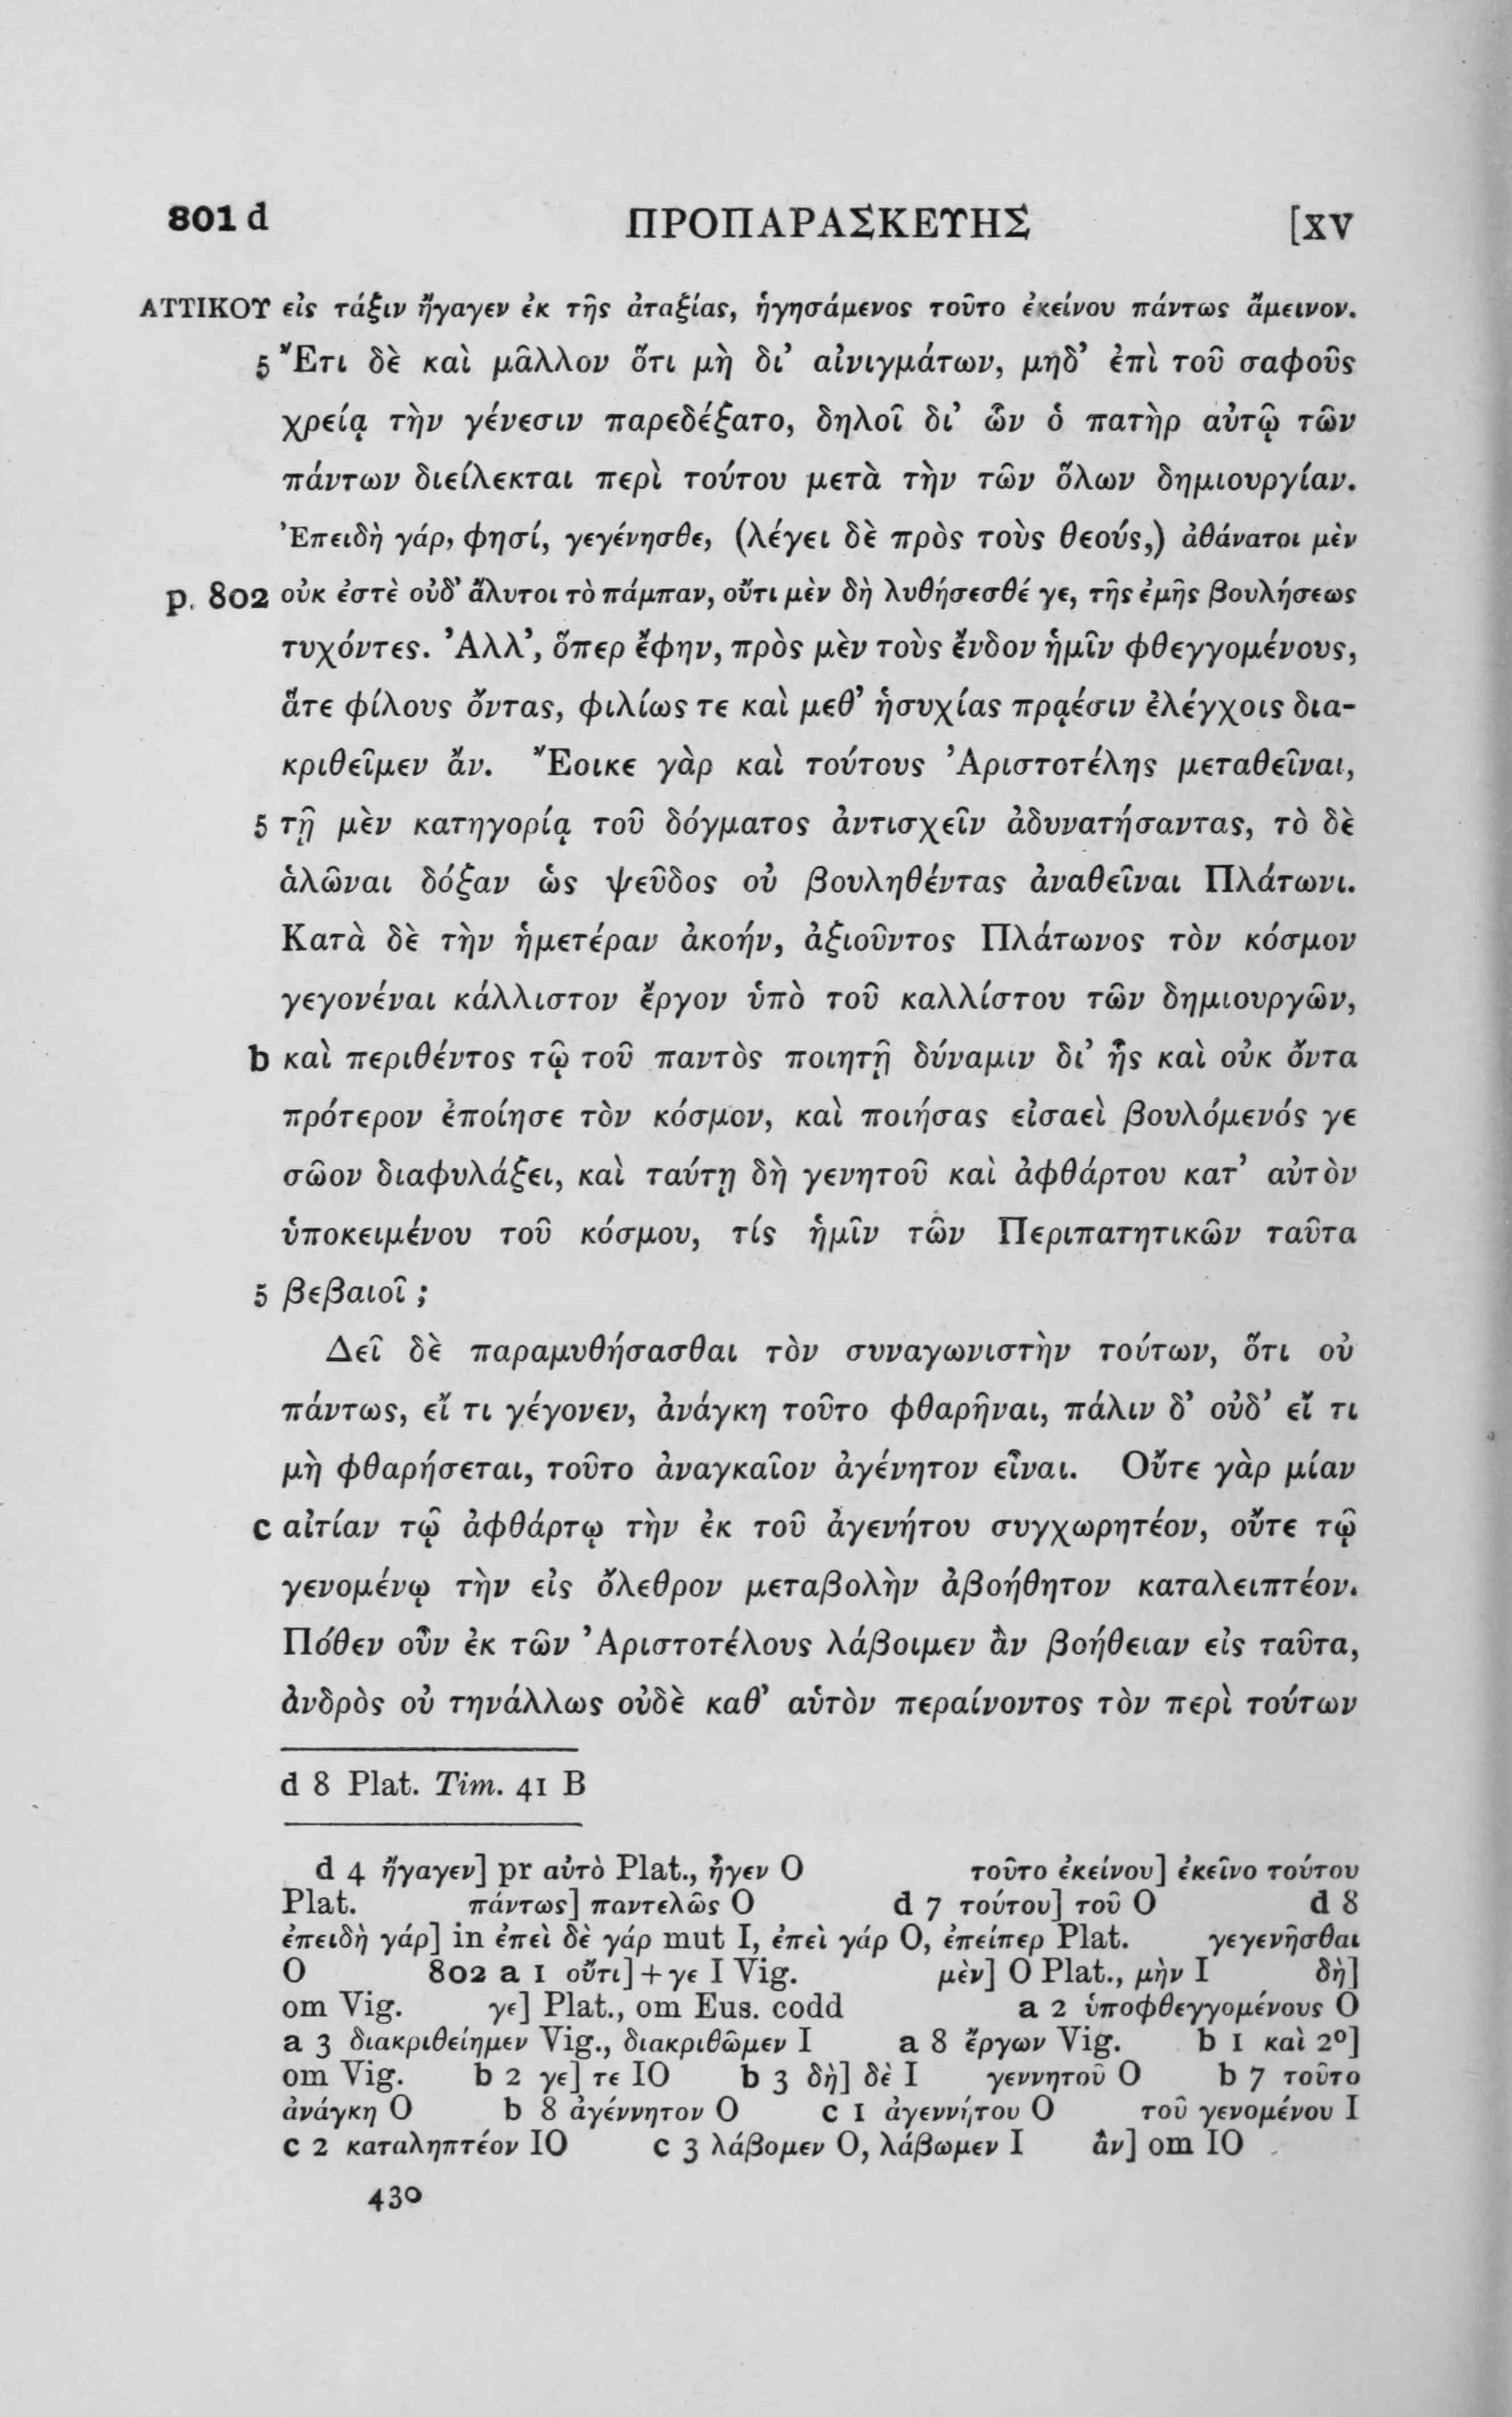 801 d ΠΡΟΠΑΡΑΣΚΕΥΗΣ [XV
ΑΤΤΙΚΟΥ εἰς τάξιν ἤγαγεν ἐκ τῆς ἀταξίας, ἡγησάμενος τοῦτο ἐκείνου πάντως ἄμεινον.
5 Ἔτι δὲ καὶ μᾶλλον ὅτι μὴ δι’ αἰνιγμάτων, μηδ’ ἐπὶ τοῦ σαφοῦς
χρείᾳ τὴν γένεσιν παρεδέξατο, δηλοῖ δι’ ὧν ὁ πατὴρ αὐτῷ τῶν
πάντων διείλεκται περὶ τούτου μετὰ τὴν τῶν ὅλων δημιουργίαν.
Ἐπειδὴ γάρ, φησί, γεγένησθε, (λέγει δὲ πρὸς τοὺς θεούς,) ἀθάνατοι μὲν
p. 802 οὐκ ἐστὲ οὐδ’ ἄλυτοι τὸ πάμπαν, οὔτι μὲν δὴ λυθήσεσθέ γε, τῆς ἐμῆς βουλήσεως
τυχόντες. Ἀλλ’, ὅπερ ἔφην, πρὸς μὲν τοὺς ἔνδον ἡμῖν φθεγγομένους,
ἅτε φίλους ὄντας, φιλίως τε καὶ μεθ’ ἡσυχίας πρᾳέσιν ἐλέγχοις δια-
κριθεῖμεν ἄν. Ἔοικε γὰρ καὶ τούτους Ἀριστοτέλης μεταθεῖναι,
5 τῇ μὲν κατηγορίᾳ τοῦ δόγματος ἀντισχεῖν ἀδυνατήσαντας, τὸ δὲ
ἁλῶναι δόξαν ὡς ψεῦδος οὐ βουληθέντας ἀναθεῖναι Πλάτωνι.
Κατὰ δὲ τὴν ἡμετέραν ἀκοήν, ἀξιοῦντος Πλάτωνος τὸν κόσμον
γεγονέναι κάλλιστον ἔργον ὑπὸ τοῦ καλλίστου τῶν δημιουργῶν,
b καὶ περιθέντος τῷ τοῦ παντὸς ποιητῇ δύναμιν δι’ ἧς καὶ οὐκ ὄντα
πρότερον ἐποίησε τὸν κόσμον, καὶ ποιήσας εἰσαεὶ βουλόμενός γε
σῶον διαφυλάξει, καὶ ταύτῃ δὴ γενητοῦ καὶ ἀφθάρτου κατ’ αὐτὸν
ὑποκειμένου τοῦ κόσμου, τίς ἡμῖν τῶν Περιπατητικῶν ταῦτα
5 βεβαιοῖ ;
Δεῖ δὲ παραμυθήσασθαι τὸν συναγωνιστὴν τούτων, ὅτι οὐ
πάντως, εἴ τι γέγονεν, ἀνάγκη τοῦτο φθαρῆναι, πάλιν δ’ οὐδ’ εἴ τι
μὴ φθαρήσεται, τοῦτο ἀναγκαῖον ἀγένητον εἶναι. Οὔτε γὰρ μίαν
c αἰτίαν τῷ ἀφθάρτῳ τὴν ἐκ τοῦ ἀγενήτου συγχωρητέον, οὔτε τῷ
γενομένῳ τὴν εἰς ὄλεθρον μεταβολὴν ἀβοήθητον καταλειπτέον.
Πόθεν οὖν ἐκ τῶν Ἀριστοτέλους λάβοιμεν ἂν βοήθειαν εἰς ταῦτα,
ἀνδρὸς οὐ τηνάλλως οὐδὲ καθ’ αὑτὸν περαίνοντος τὸν περὶ τούτων
d 8 Plat. Tim. 41 B
d 4 ἤγαγεν] pr αὐτὸ Plat., ἦγεν O τοῦτο ἐκείνου] ἐκεῖνο τούτου
Plat. πάντως] παντελῶς O d 7 τούτου] τοῦ O d 8
ἐπειδὴ γάρ] in ἐπεὶ δὲ γάρ mut I, ἐπεὶ γάρ O, ἐπείπερ Plat. γεγενῆσθαι
O 802 a 1 οὔτι] + γε I Vig. μὲν] O Plat., μὴν I δὴ]
om Vig. γε] Plat., om Eus. codd a 2 ὑποφθεγγομένους O
a 3 διακριθείημεν Vig., διακριθῶμεν I a 8 ἔργων Vig. b 1 καὶ 2º]
om Vig. b 2 γε] τε IO b 3 δὴ] δὲ I γεννητοῦ O b 7 τοῦτο
ἀνάγκη O b 8 ἀγέννητον O c 1 ἀγεννήτου O τοῦ γενομένου I
c 2 καταληπτέον IO c 3 λάβομεν O, λάβωμεν I ἂν] om IO
430